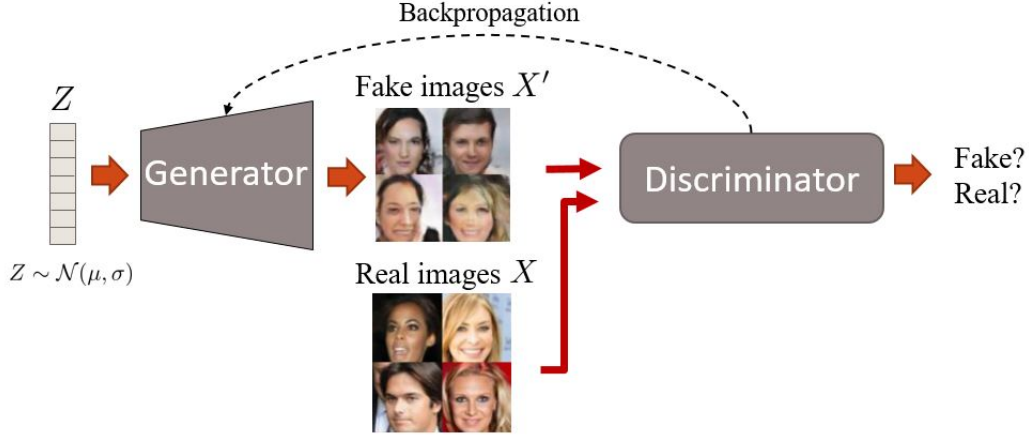 Backpropagation
Z
Fake images X′
Generator
Discriminator
Fake?
Real?
Z ∼ N(μ, σ)
Real images X